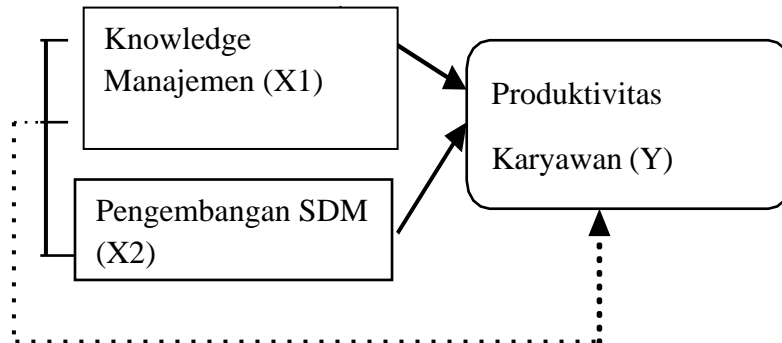 Knowledge
Manajemen (X1)
Produktivitas
Karyawan (Y)
Pengembangan SDM
(X2)